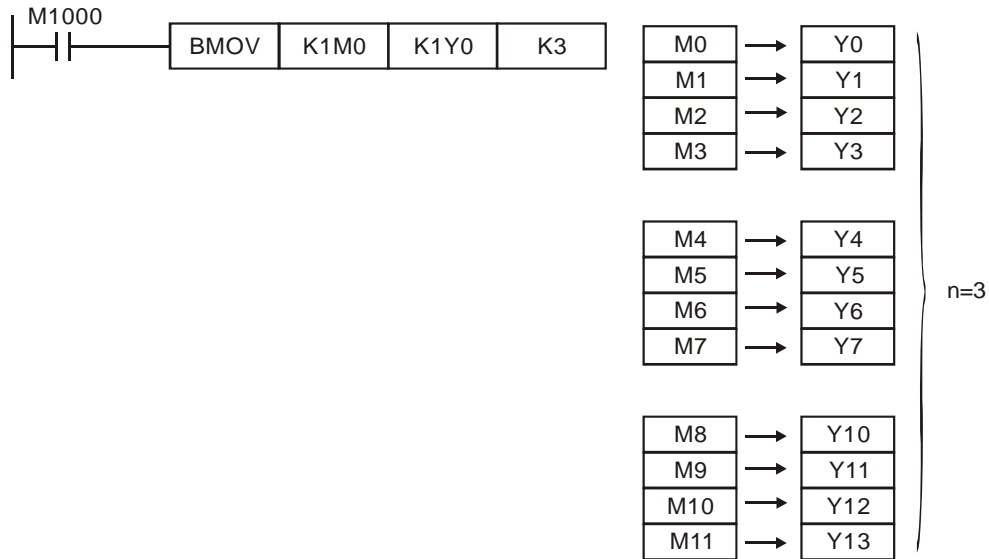 M1000
BMOV K1M0 K1Y0 K3
M0 Y0
M1 Y1
M2 Y2
M3 Y3
M4 Y4
M5 Y5
M6 Y6
M7 Y7
n=3
M8 Y10
M9 Y11
M10 Y12
M11 Y13